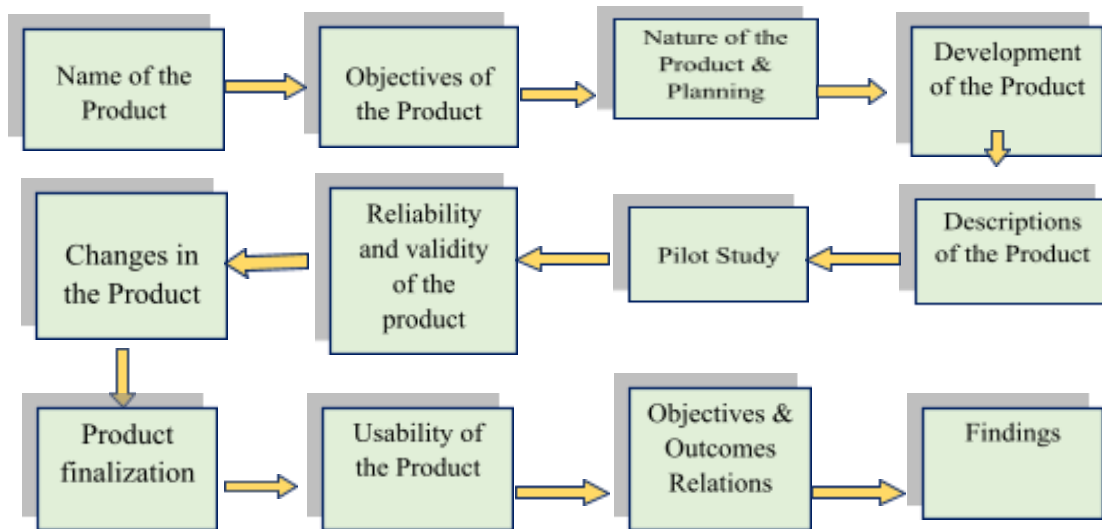 Name of the
Product
Objectives of
the Product
Nature of the
Product &
Planning
Development
of the Product
Descriptions
of the Product
Pilot Study
Reliability
and validity
of the
product
Changes in
the Product
Product
finalization
Usability of
the Product
Objectives &
Outcomes
Relations
Findings